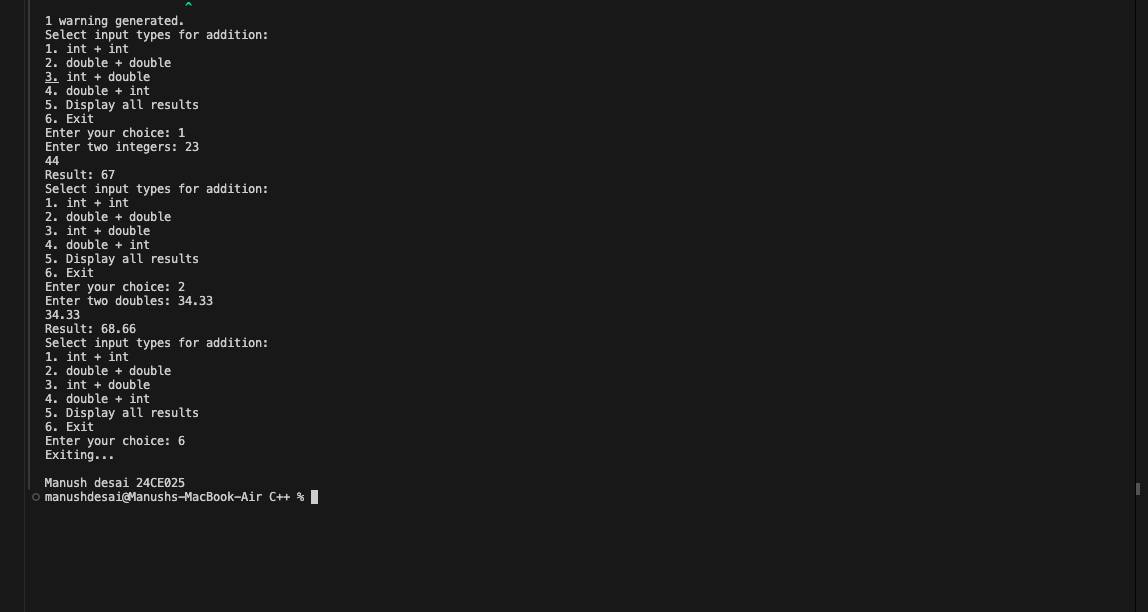 ^
1 warning generated.
Select input types for addition:
1. int + int
2. double + double
3. int + double
4. double + int
5. Display all results
6. Exit
Enter your choice: 1
Enter two integers: 23
44
Result: 67
Select input types for addition:
1. int + int
2. double + double
3. int + double
4. double + int
5. Display all results
6. Exit
Enter your choice: 2
Enter two doubles: 34.33
34.33
Result: 68.66
Select input types for addition:
1. int + int
2. double + double
3. int + double
4. double + int
5. Display all results
6. Exit
Enter your choice: 6
Exiting...
Manush desai 24CE025
manushdesai@Manushs-MacBook-Air C++ %